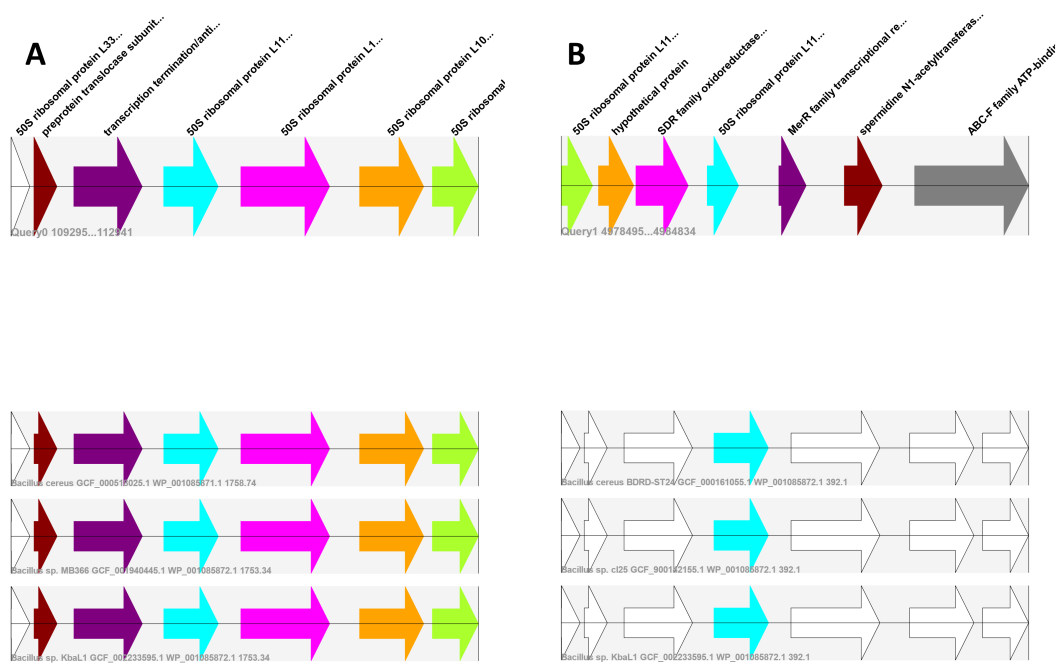 A
50S ribosomal protein L33...
preprotein translocase subunit...
transcription termination/anti...
50S ribosomal protein L11...
50S ribosomal protein L1...
50S ribosomal protein L10...
50S ribosomal
Query0 109295...112941
Bacillus cereus GCF_000518025.1 WP_001085871.1 1758.74
Bacillus sp. MB366 GCF_001940445.1 WP_001085872.1 1753.34
Bacillus sp. KbaL1 GCF_002233595.1 WP_001085872.1 1753.34
B
50S ribosomal protein L11...
hypothetical protein
SDR family oxidoreductase...
50S ribosomal protein L11...
MerR family transcriptional re...
spermidine N1-acetyltransferas...
ABC-F family ATP-bindin
Query1 4978495...4984834
Bacillus cereus BDRD-ST24 GCF_000161055.1 WP_001085872.1 392.1
Bacillus sp. cl25 GCF_900182155.1 WP_001085872.1 392.1
Bacillus sp. KbaL1 GCF_002233595.1 WP_001085872.1 392.1